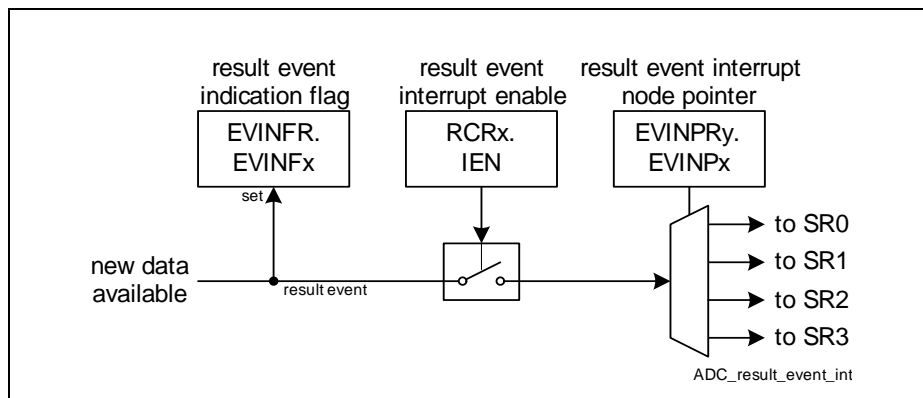 result event
indication flag
result event
interrupt enable
result event interrupt
node pointer
EVINFR.
EVINFx
RCRx.
IEN
EVINPRy.
EVINPx
set
new data
available
result event
to SR0
to SR1
to SR2
to SR3
ADC_result_event_int